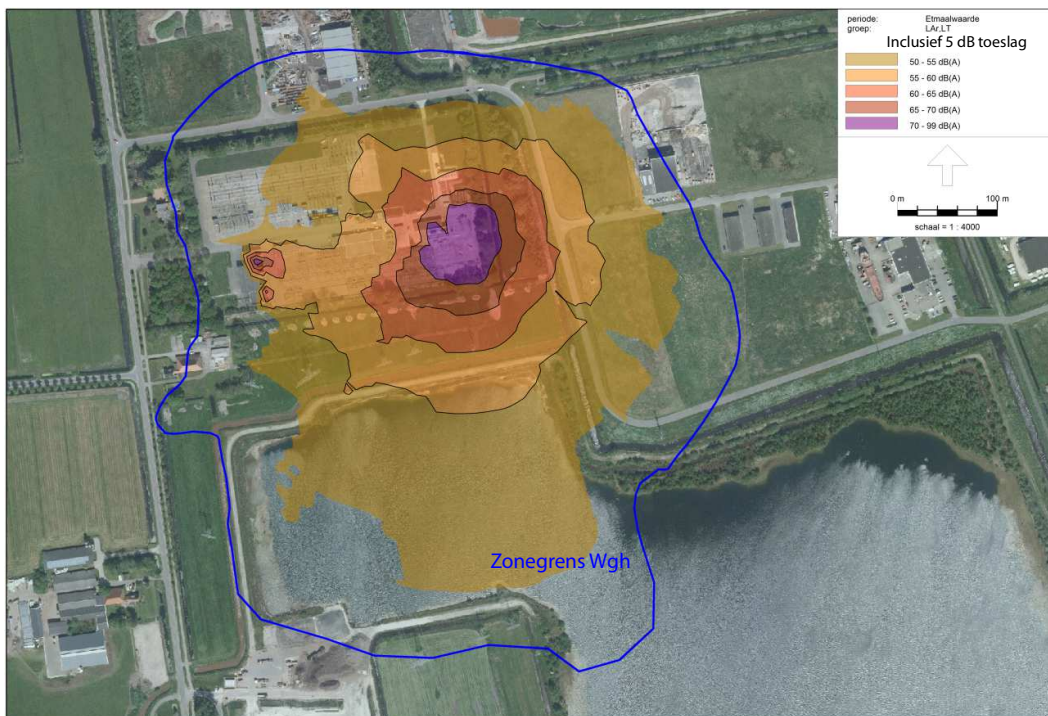 periode: Etmaalwaarde
groep: LAr.LT
Inclusief 5 dB toeslag
50 - 55 dB(A)
55 - 60 dB(A)
60 - 65 dB(A)
65 - 70 dB(A)
70 - 99 dB(A)
0 m 100 m
schaal = 1 : 4000
Zonegrens Wgh